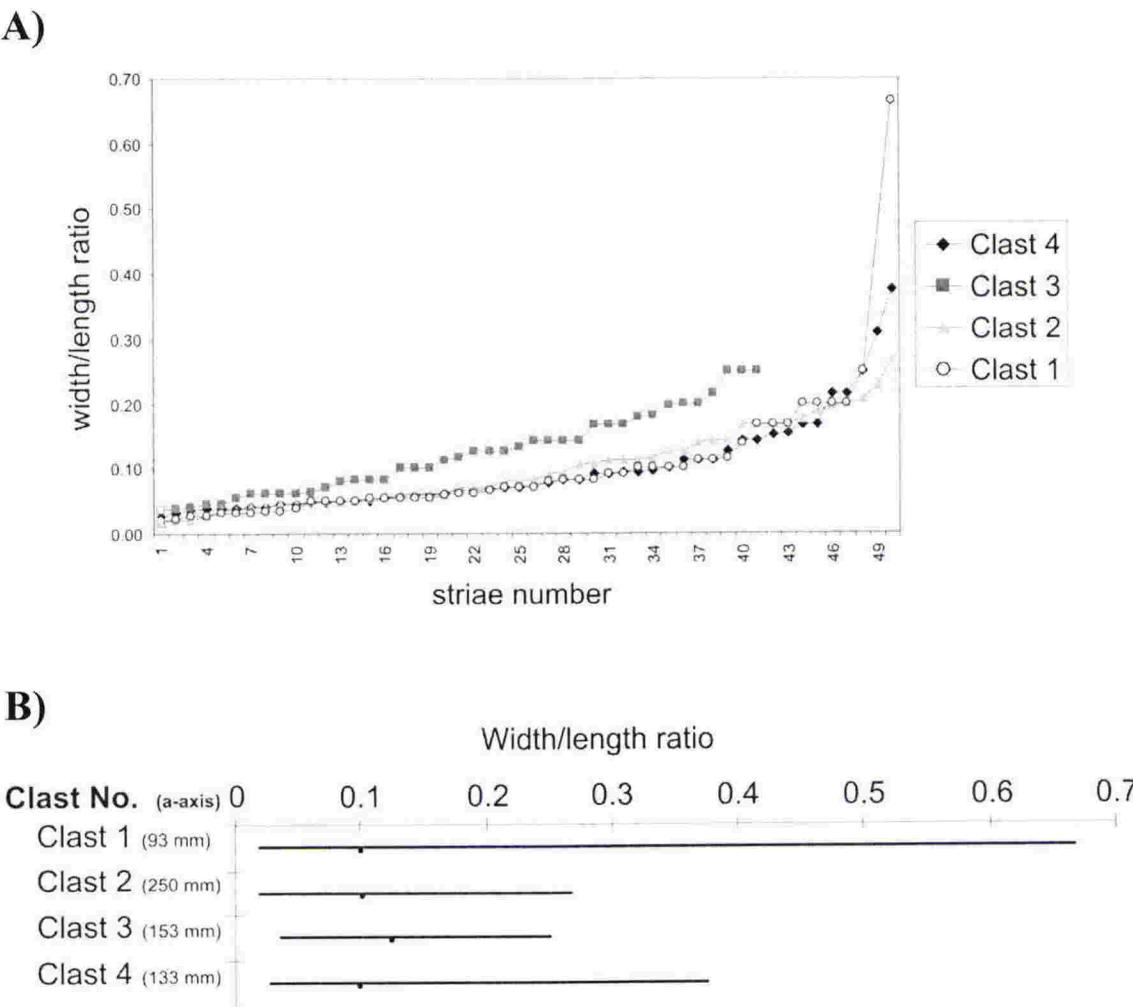 A)
0.70
0.60
0.50
0.40
0.30
0.20
0.10
0.00
width/length ratio
1 4 7 10 13 16 19 22 25 28 31 34 37 40 43 46 49
striae number
Clast 4
Clast 3
Clast 2
Clast 1
B)
Width/length ratio
Clast No. (a-axis) 0 0.1 0.2 0.3 0.4 0.5 0.6 0.7
Clast 1 (93 mm)
Clast 2 (250 mm)
Clast 3 (153 mm)
Clast 4 (133 mm)